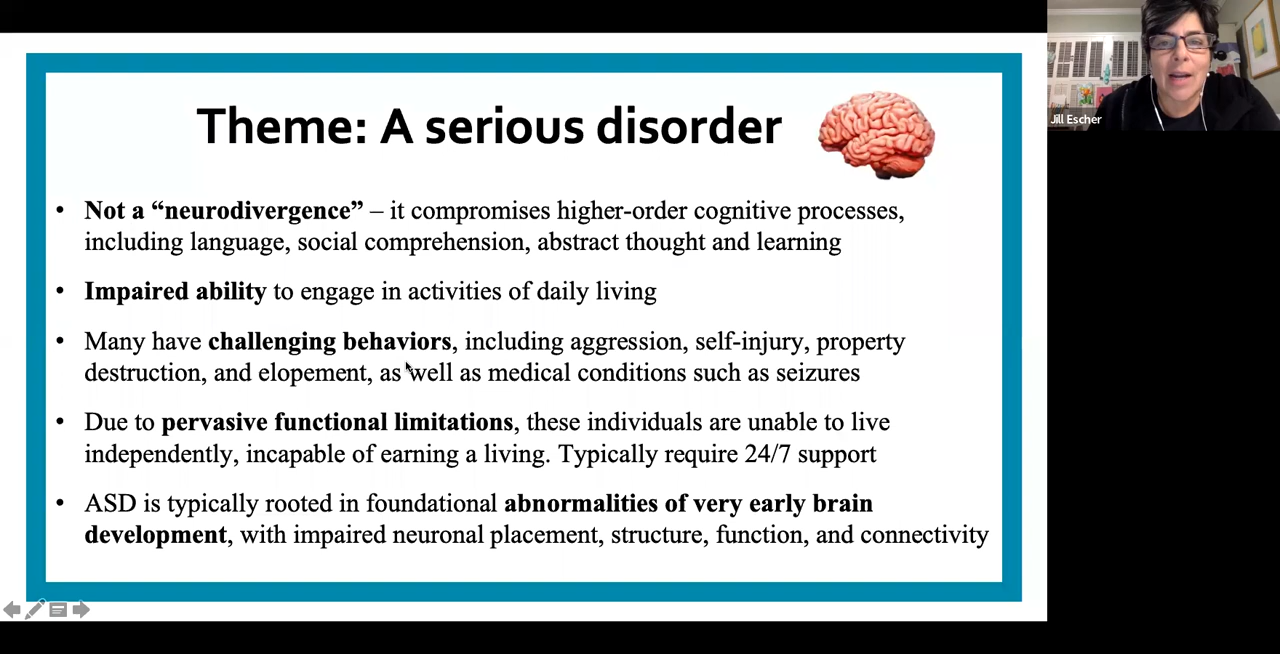 Theme: A serious disorder
• Not a “neurodivergence” – it compromises higher-order cognitive processes,
including language, social comprehension, abstract thought and learning
• Impaired ability to engage in activities of daily living
• Many have challenging behaviors, including aggression, self-injury, property
destruction, and elopement, as well as medical conditions such as seizures
• Due to pervasive functional limitations, these individuals are unable to live
independently, incapable of earning a living. Typically require 24/7 support
• ASD is typically rooted in foundational abnormalities of very early brain
development, with impaired neuronal placement, structure, function, and connectivity
Jill Escher